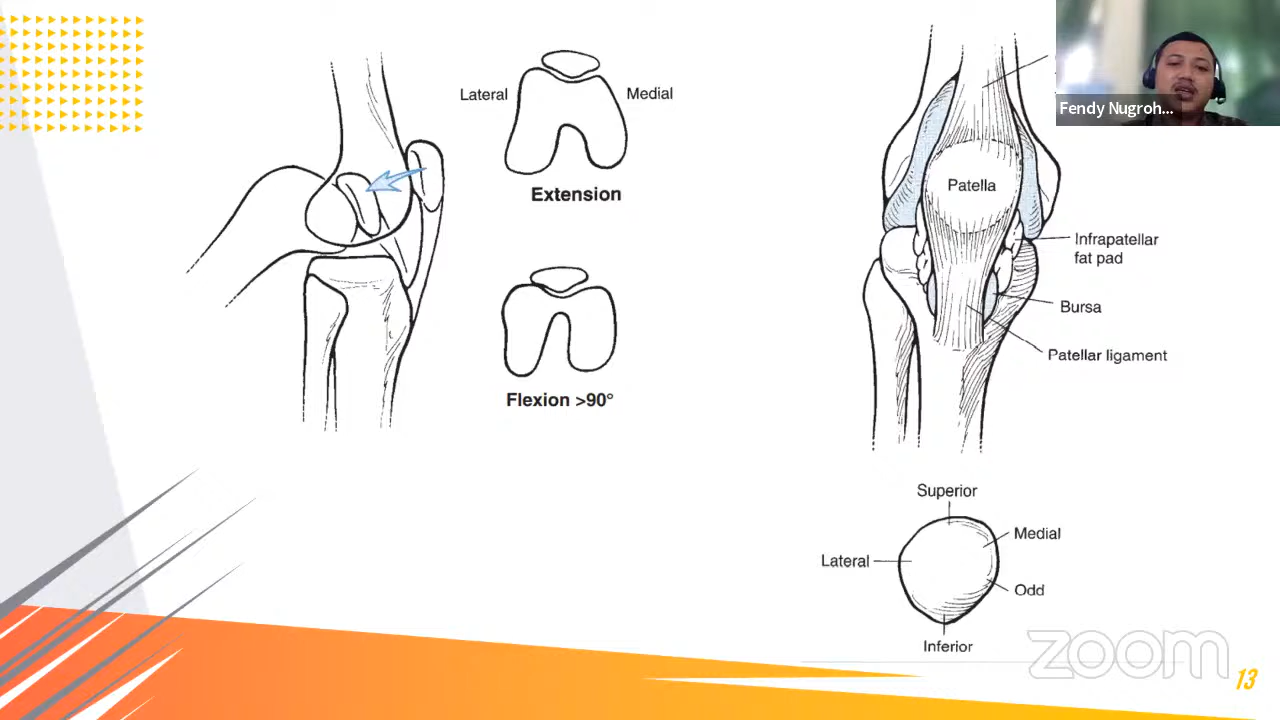 Lateral
Medial
Extension
Flexion >90°
Fendy Nugroh...
Patella
Infrapatellar
fat pad
Bursa
Patellar ligament
Superior
Medial
Lateral
Odd
Inferior
zoom
13